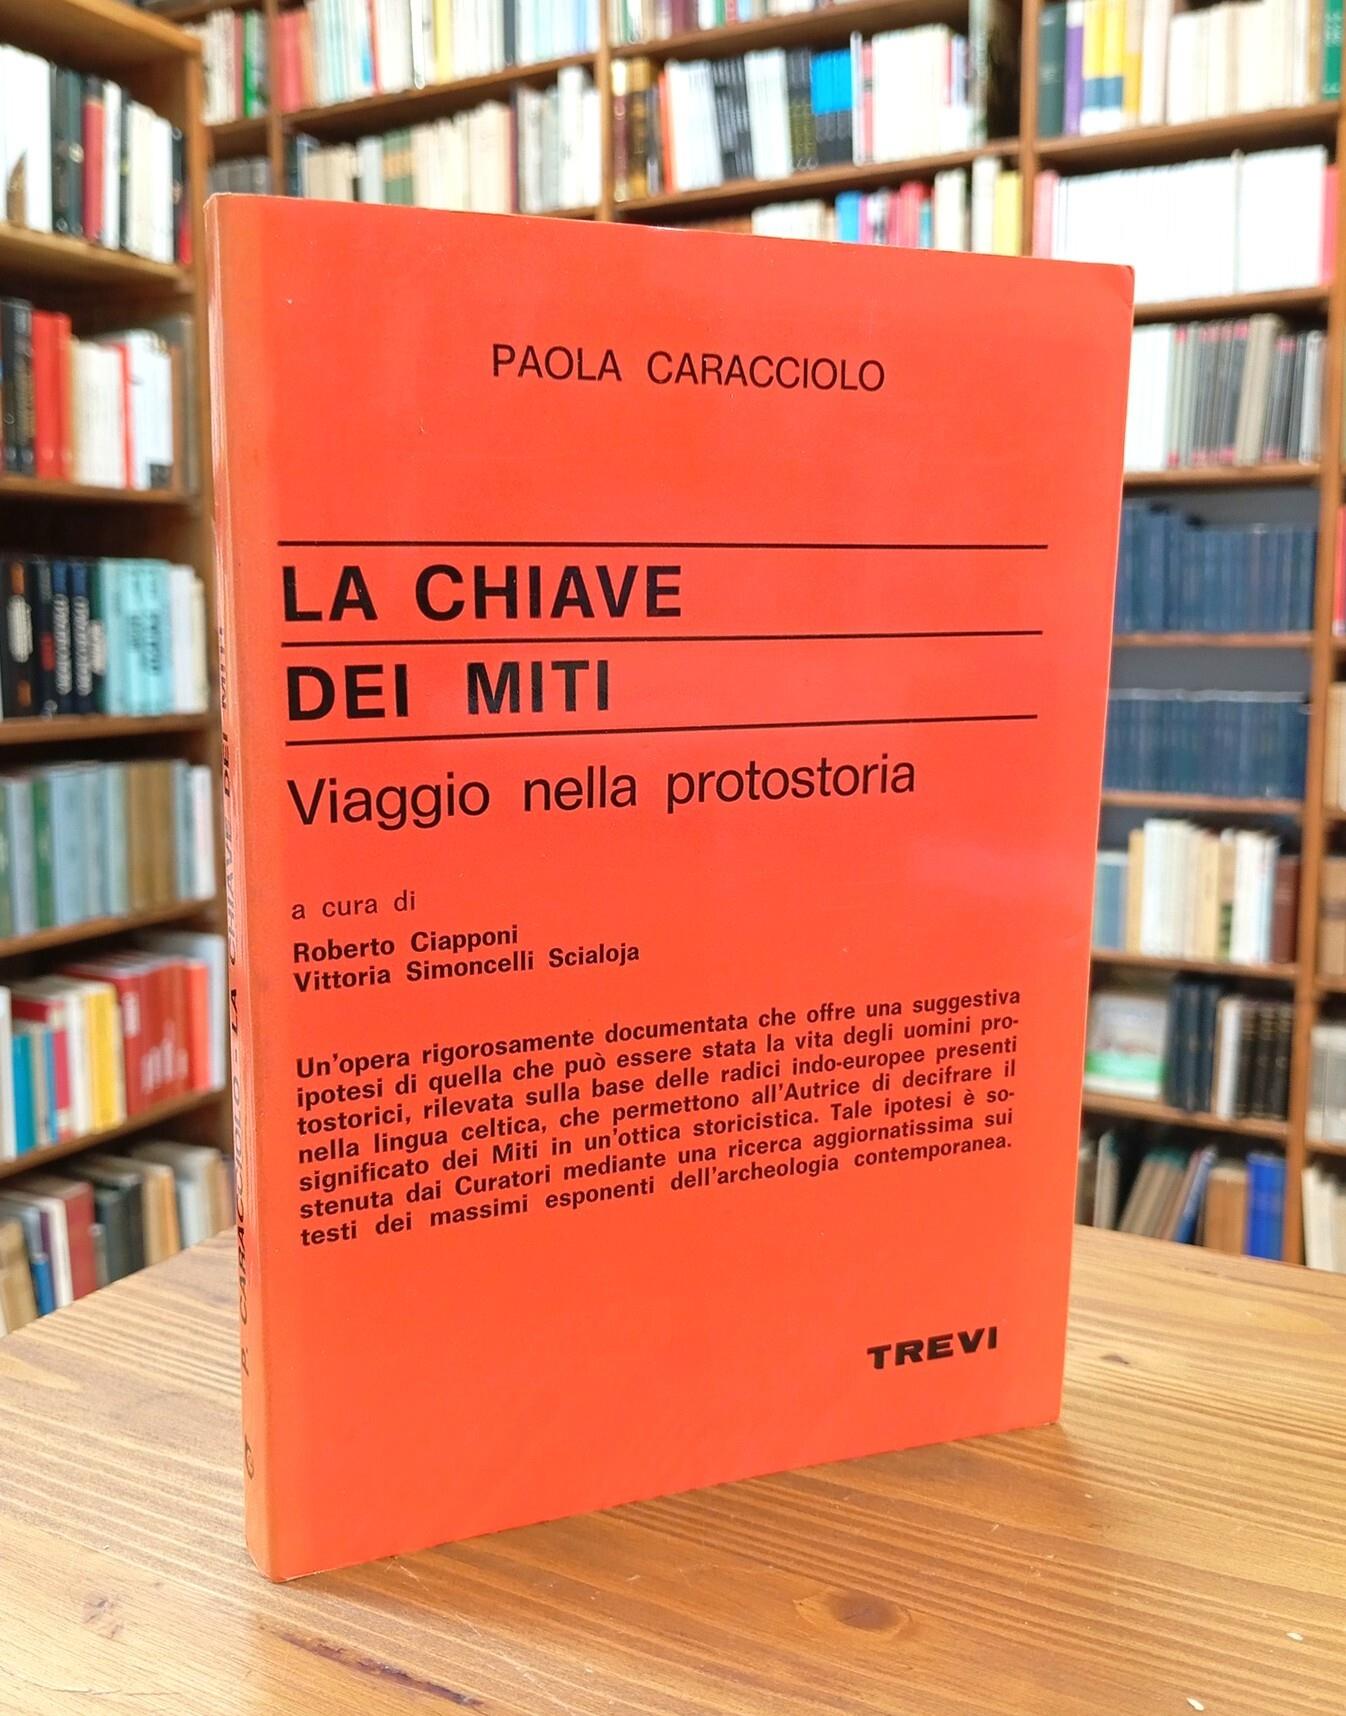 PAOLA CARACCIOLO
LA CHIAVE
DEI MITI
Viaggio nella protostoria
a cura di
Roberto Ciapponi
Vittoria Simoncelli Scialoja
Un'opera rigorosamente documentata che offre una suggestiva
ipotesi di quella che può essere stata la vita degli uomini pro-
tostorici, rilevata sulla base delle radici indo-europee presenti
nella lingua celtica, che permettono all'Autrice di decifrare il
significato dei Miti in un'ottica storicistica. Tale ipotesi è so-
stenuta dai Curatori mediante una ricerca aggiornatissima sui
testi dei massimi esponenti dell'archeologia contemporanea.
TREVI
P. CARACCIOLO - LA CHIAVE DEI MITI